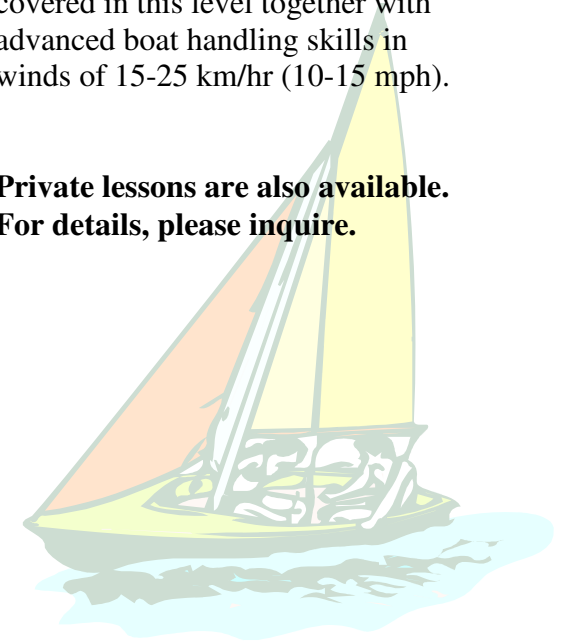 covered in this level together with
advanced boat handling skills in
winds of 15-25 km/hr (10-15 mph).
Private lessons are also available.
For details, please inquire.